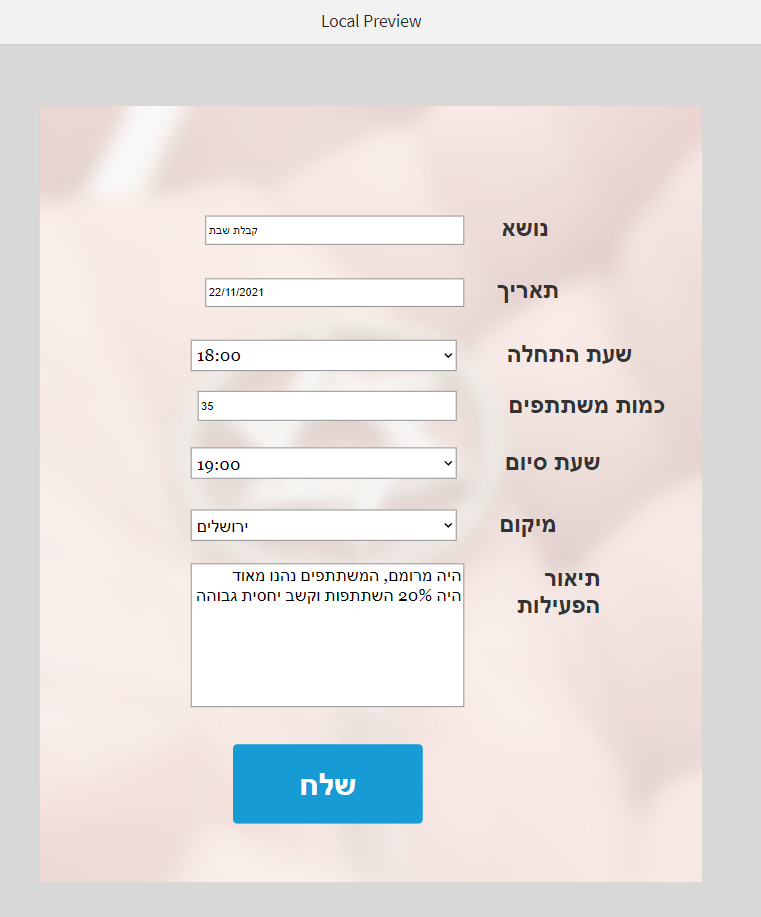 Local Preview
נושא
קבלת שבת
תאריך
22/11/2021
שעת התחלה
18:00
כמות משתתפים
35
שעת סיום
19:00
מיקום
ירושלים
תיאור
הפעילות
היה מרומם, המשתתפים נהנו מאוד
היה 20% השתתפות וקשב יחסית גבוהה
שלח